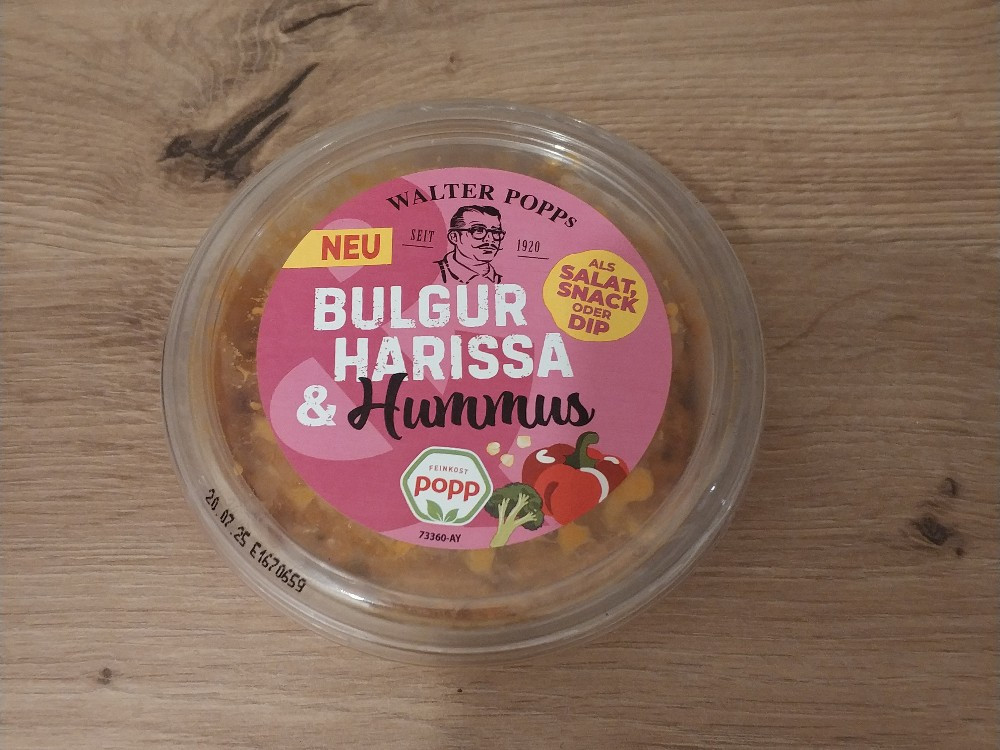 WALTER POPPS
SEIT 1920
NEU
ALS
SALAT,
SNACK
ODER
DIP
BULGUR
HARISSA
& Hummus
FEINKOST
popp
73360-AY
20.07.25 E1670659